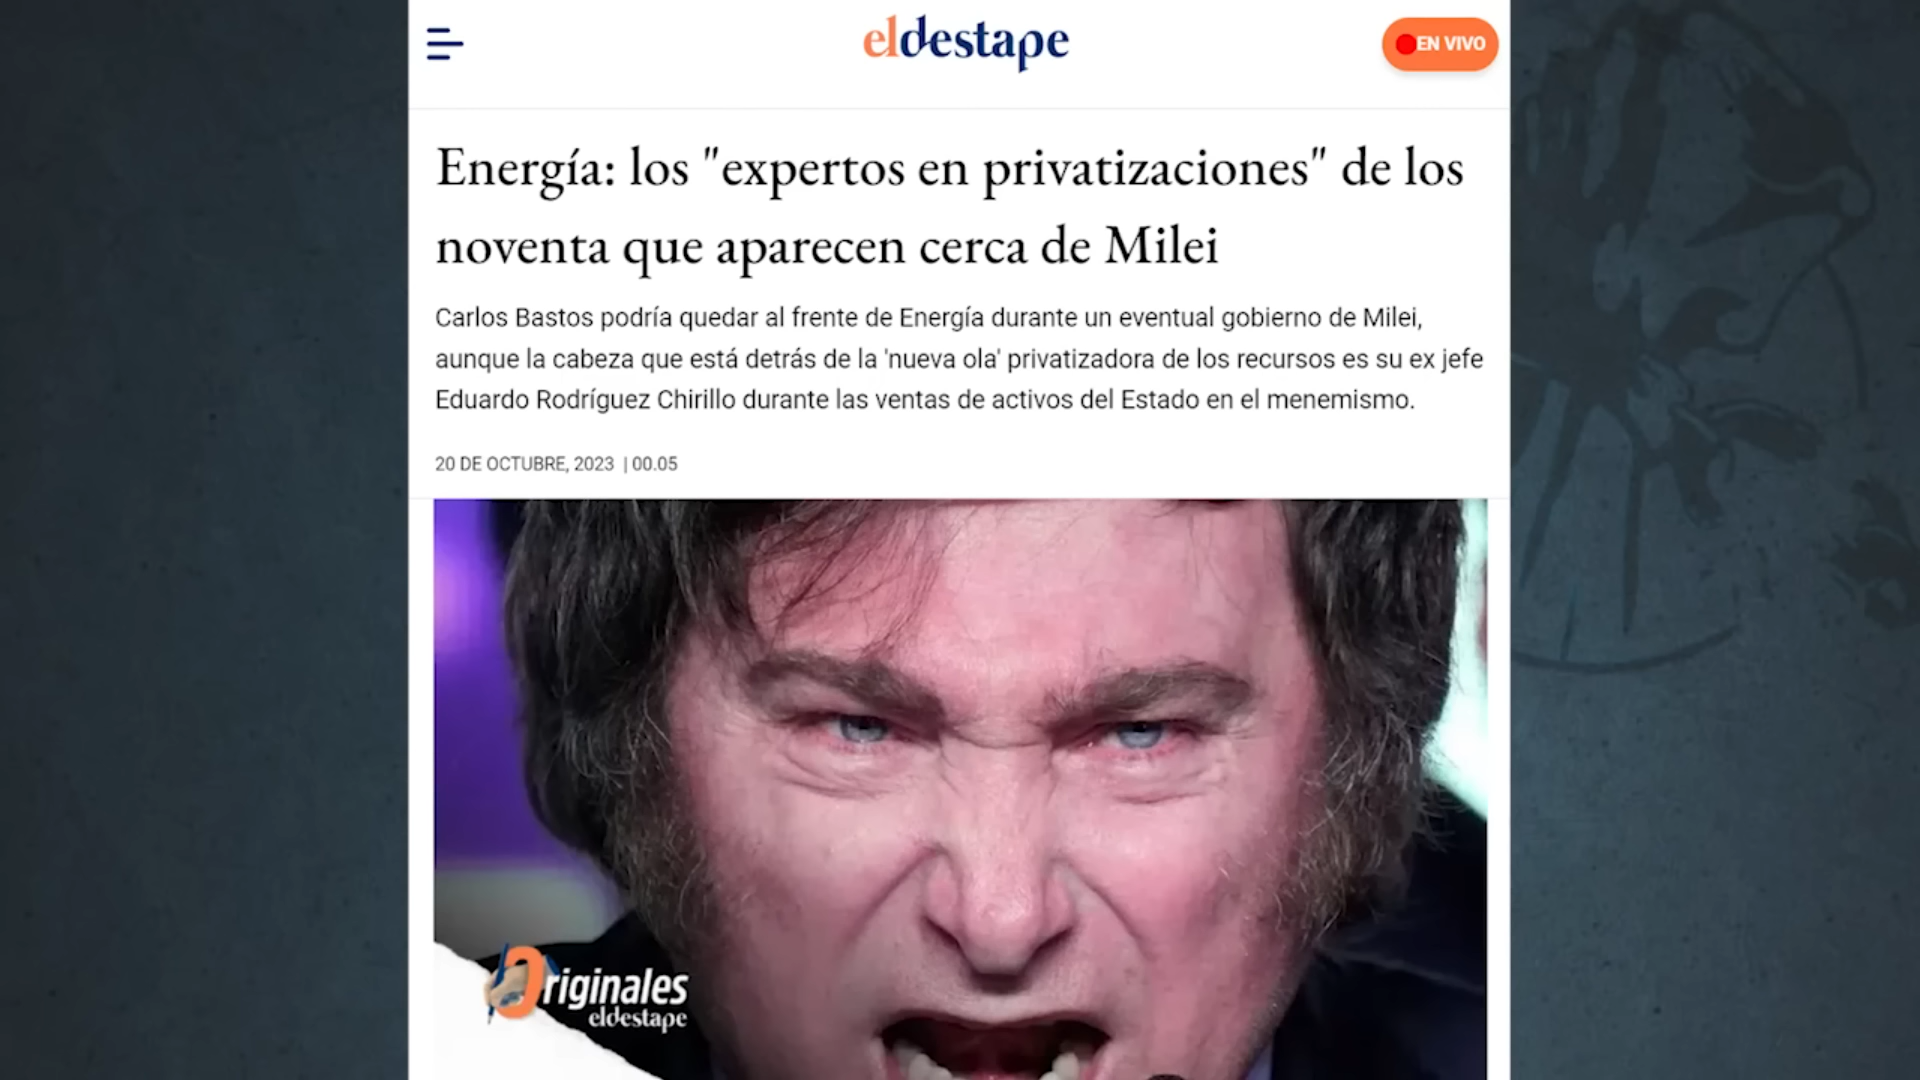 eldestape
EN VIVO
Energía: los "expertos en privatizaciones" de los
noventa que aparecen cerca de Milei
Carlos Bastos podría quedar al frente de Energía durante un eventual gobierno de Milei,
aunque la cabeza que está detrás de la 'nueva ola' privatizadora de los recursos es su ex jefe
Eduardo Rodríguez Chirillo durante las ventas de activos del Estado en el menemismo.
20 DE OCTUBRE, 2023 | 00.05
Originales
eldestape